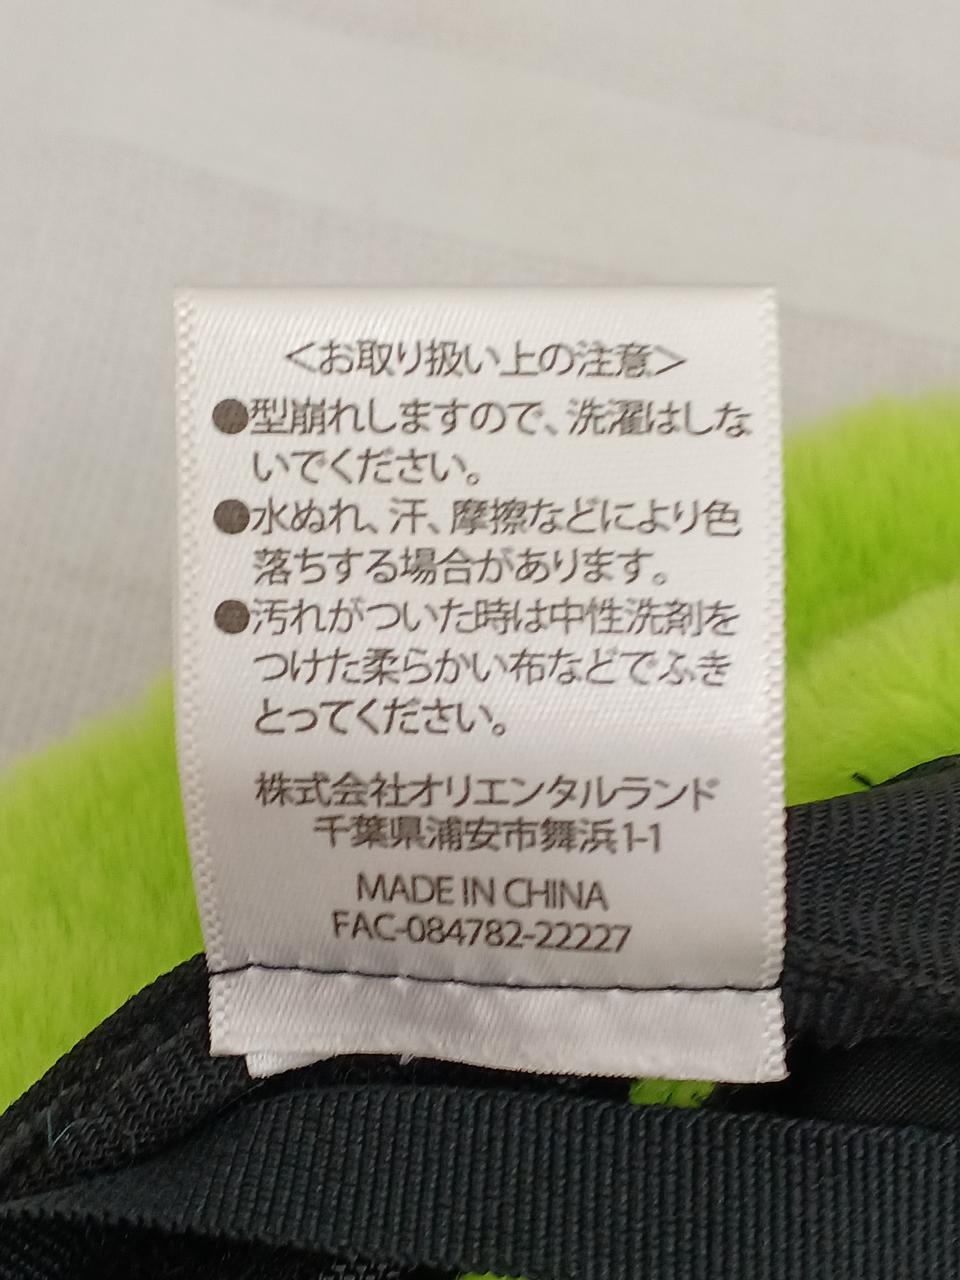 ＜お取り扱い上の注意＞
●型崩れしますので、洗濯はしな
いでください。
●水ぬれ、汗、摩擦などにより色
落ちする場合があります。
●汚れがついた時は中性洗剤を
つけた柔らかい布などでふき
とってください。
株式会社オリエンタルランド
千葉県浦安市舞浜1-1
MADE IN CHINA
FAC-084782-22227